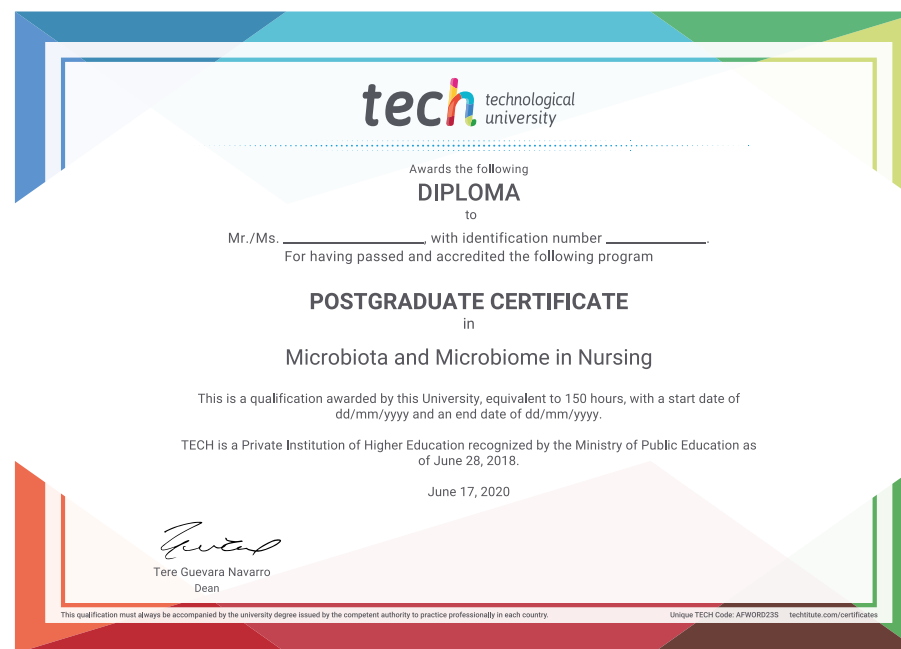 tech technological
university
Awards the following
DIPLOMA
to
Mr./Ms. ____________________, with identification number ______________.
For having passed and accredited the following program
POSTGRADUATE CERTIFICATE
in
Microbiota and Microbiome in Nursing
This is a qualification awarded by this University, equivalent to 150 hours, with a start date of
dd/mm/yyyy and an end date of dd/mm/yyyy.
TECH is a Private Institution of Higher Education recognized by the Ministry of Public Education as
of June 28, 2018.
June 17, 2020
Tere Guevara Navarro
Dean
This qualification must always be accompanied by the university degree issued by the competent authority to practice professionally in each country. Unique TECH Code: AFWORD23S techtitute.com/certificates